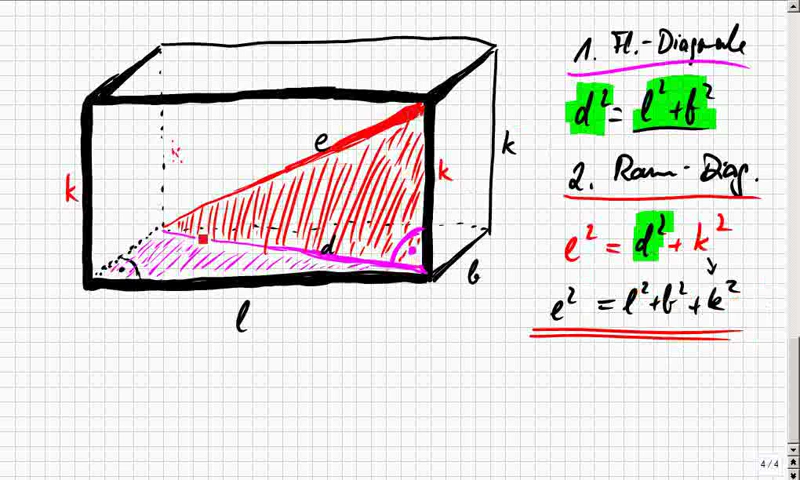 1. Fl.-Diagonale
d² = l² + b²
2. Raum-Diag.
e² = d² + k²
e² = l² + b² + k²
e
k
k
k
k
d
b
l
4 / 4